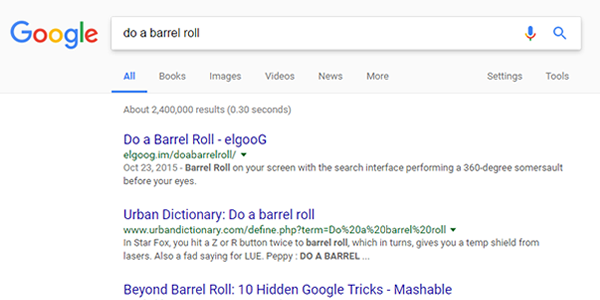 Google
do a barrel roll
All Books Images Videos News More Settings Tools
About 2,400,000 results (0.30 seconds)
Do a Barrel Roll - elgooG
elgoog.im/doabarrelroll/
Oct 23, 2015 - Barrel Roll on your screen with the search interface performing a 360-degree somersault
before your eyes.
Urban Dictionary: Do a barrel roll
www.urbandictionary.com/define.php?term=Do%20a%20barrel%20roll
In Star Fox, you hit a Z or R button twice to barrel roll, which in turns, gives you a temp shield from
lasers. Also a fad saying for LUE. Peppy : DO A BARREL ...
Beyond Barrel Roll: 10 Hidden Google Tricks - Mashable